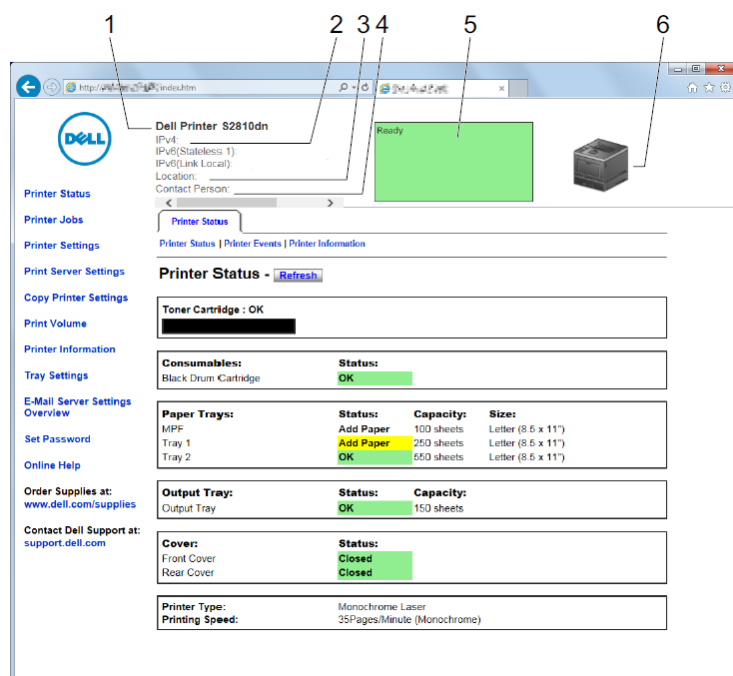 1 2 3 4 5 6
http:// index.htm
DELL
Dell Printer S2810dn
IPv4:
IPv6(Stateless 1):
IPv6(Link Local):
Location:
Contact Person:
Ready
Printer Status
Printer Jobs
Printer Settings
Print Server Settings
Copy Printer Settings
Print Volume
Printer Information
Tray Settings
E-Mail Server Settings
Overview
Set Password
Online Help
Order Supplies at:
www.dell.com/supplies
Contact Dell Support at:
support.dell.com
Printer Status
Printer Status | Printer Events | Printer Information
Printer Status - Refresh
Toner Cartridge : OK
Consumables: Status:
Black Drum Cartridge OK
Paper Trays: Status: Capacity: Size:
MPF Add Paper 100 sheets Letter (8.5 x 11")
Tray 1 Add Paper 250 sheets Letter (8.5 x 11")
Tray 2 OK 550 sheets Letter (8.5 x 11")
Output Tray: Status: Capacity:
Output Tray OK 150 sheets
Cover: Status:
Front Cover Closed
Rear Cover Closed
Printer Type: Monochrome Laser
Printing Speed: 35Pages/Minute (Monochrome)